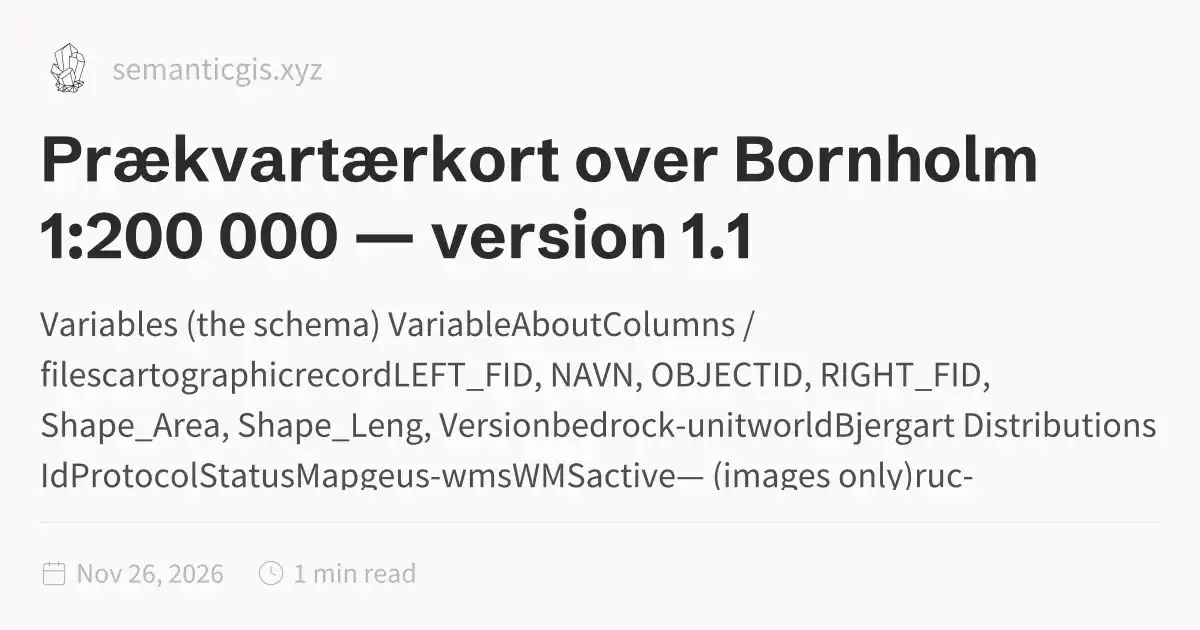 semanticgis.xyz
Prækvartærkort over Bornholm
1:200 000 — version 1.1
Variables (the schema) VariableAboutColumns /
filescartographicrecordLEFT_FID, NAVN, OBJECTID, RIGHT_FID,
Shape_Area, Shape_Leng, Versionbedrock-unitworldBjergart Distributions
IdProtocolStatusMapgeus-wmsWMSactive— (images only)ruc-
Nov 26, 2026 1 min read